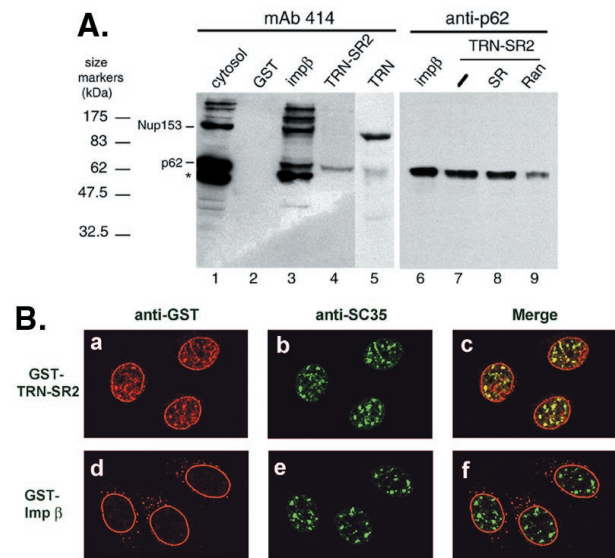 A.
mAb 414
anti-p62
TRN-SR2
cytosol GST impβ TRN-SR2 TRN impβ / SR Ran
size
markers
(kDa)
175
83
62
47.5
32.5
Nup153
p62
*
1 2 3 4 5 6 7 8 9
B.
anti-GST anti-SC35 Merge
GST-
TRN-SR2
a b c
GST-
Imp β
d e f